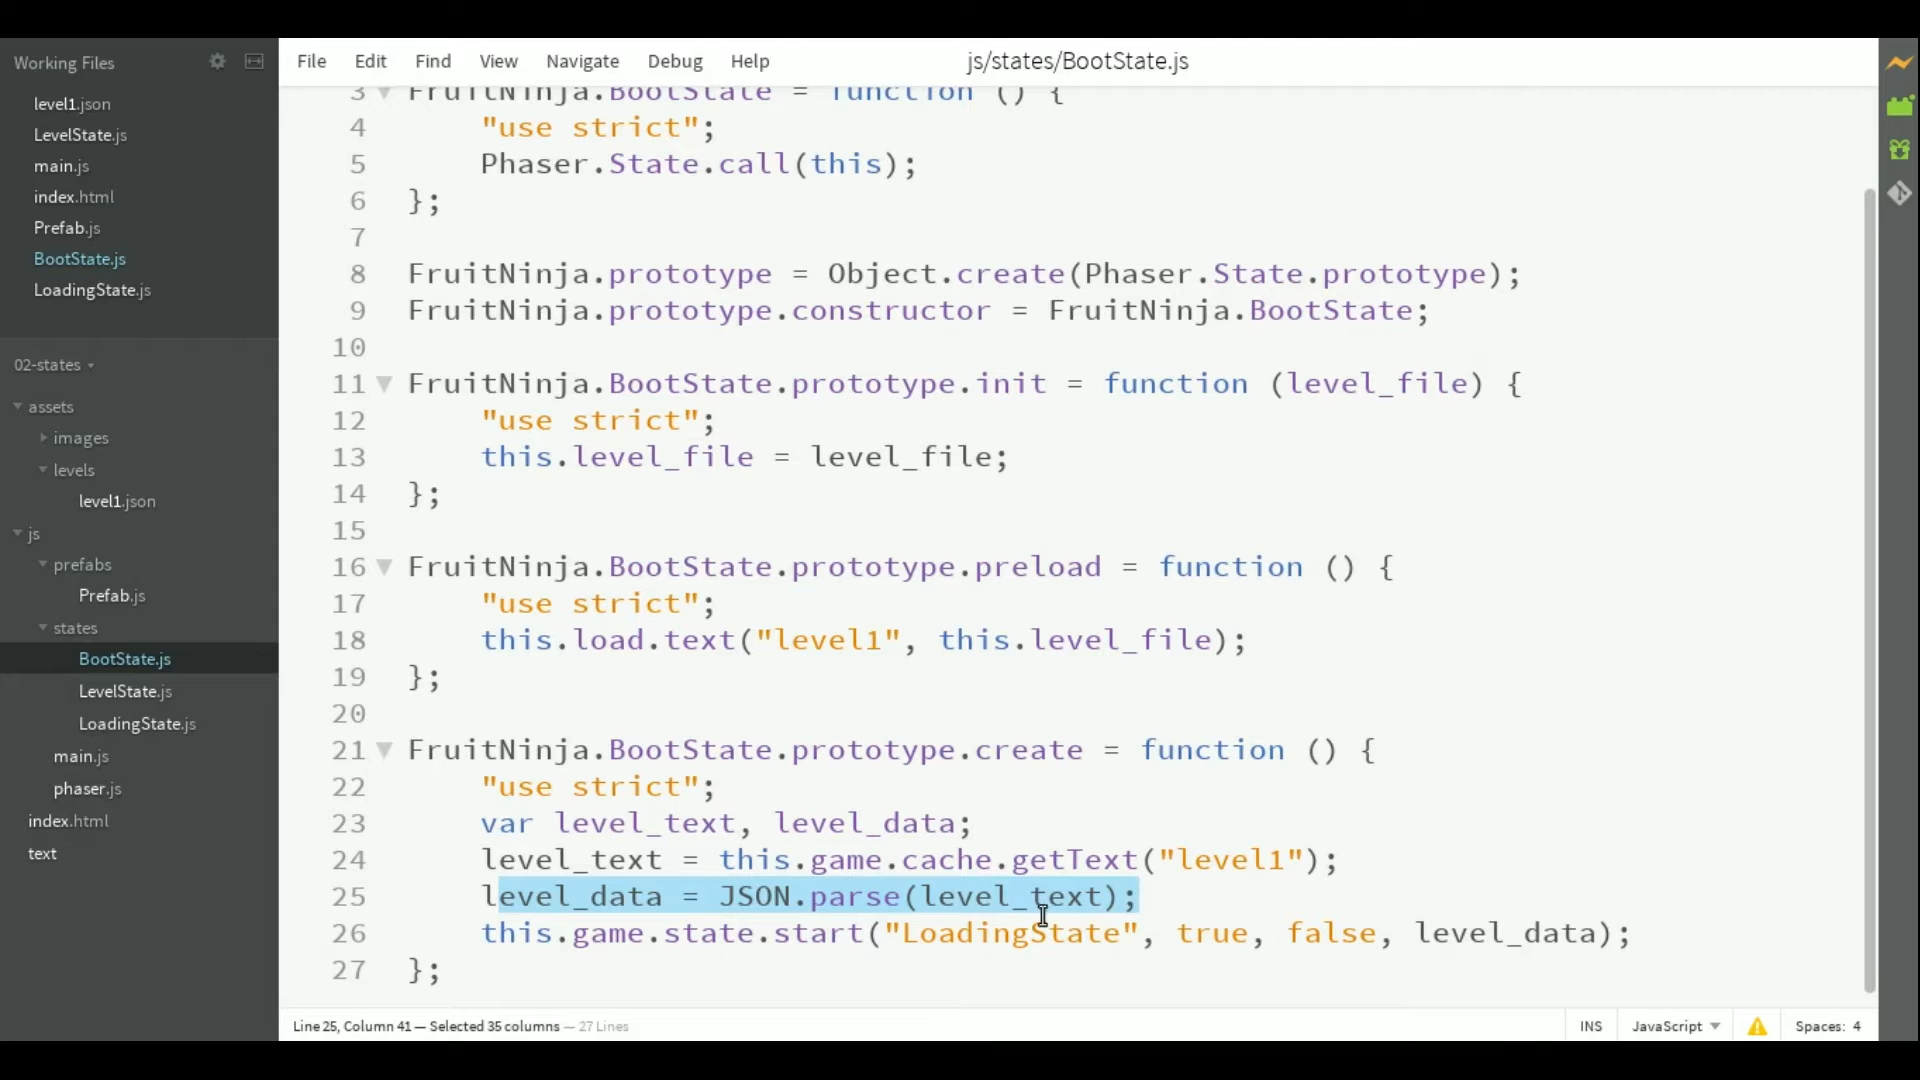 Working Files
level1.json
LevelState.js
main.js
index.html
Prefab.js
BootState.js
LoadingState.js
02-states
assets
images
levels
level1.json
js
prefabs
Prefab.js
states
BootState.js
LevelState.js
LoadingState.js
main.js
phaser.js
index.html
text
File Edit Find View Navigate Debug Help
js/states/BootState.js
3 FruitNinja.BootState = function () {
4 "use strict";
5 Phaser.State.call(this);
6 };
7
8 FruitNinja.prototype = Object.create(Phaser.State.prototype);
9 FruitNinja.prototype.constructor = FruitNinja.BootState;
10
11 FruitNinja.BootState.prototype.init = function (level_file) {
12 "use strict";
13 this.level_file = level_file;
14 };
15
16 FruitNinja.BootState.prototype.preload = function () {
17 "use strict";
18 this.load.text("level1", this.level_file);
19 };
20
21 FruitNinja.BootState.prototype.create = function () {
22 "use strict";
23 var level_text, level_data;
24 level_text = this.game.cache.getText("level1");
25 level_data = JSON.parse(level_text);
26 this.game.state.start("LoadingState", true, false, level_data);
27 };
Line 25, Column 41 — Selected 35 columns — 27 Lines
INS JavaScript Spaces: 4